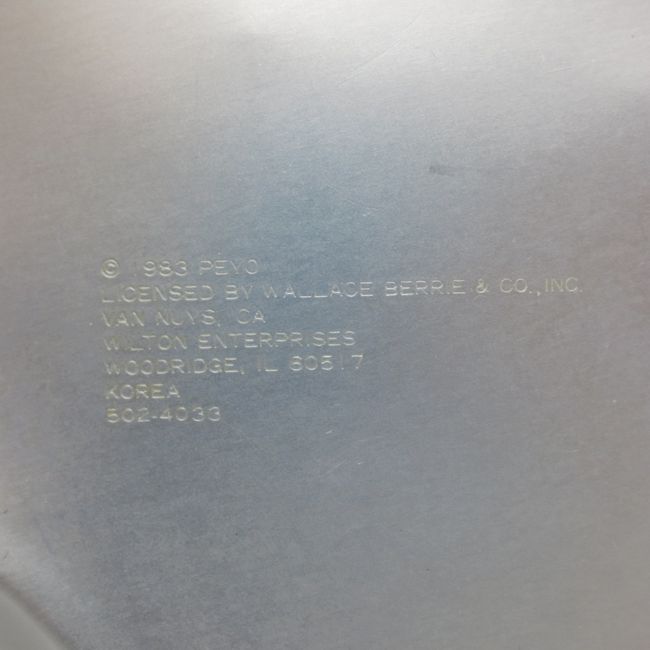 © 1983 PEYO
LICENSED BY WALLACE BERRIE & CO., INC.
VAN NUYS, CA
WILTON ENTERPRISES
WOODRIDGE, IL 60517
KOREA
502-4033